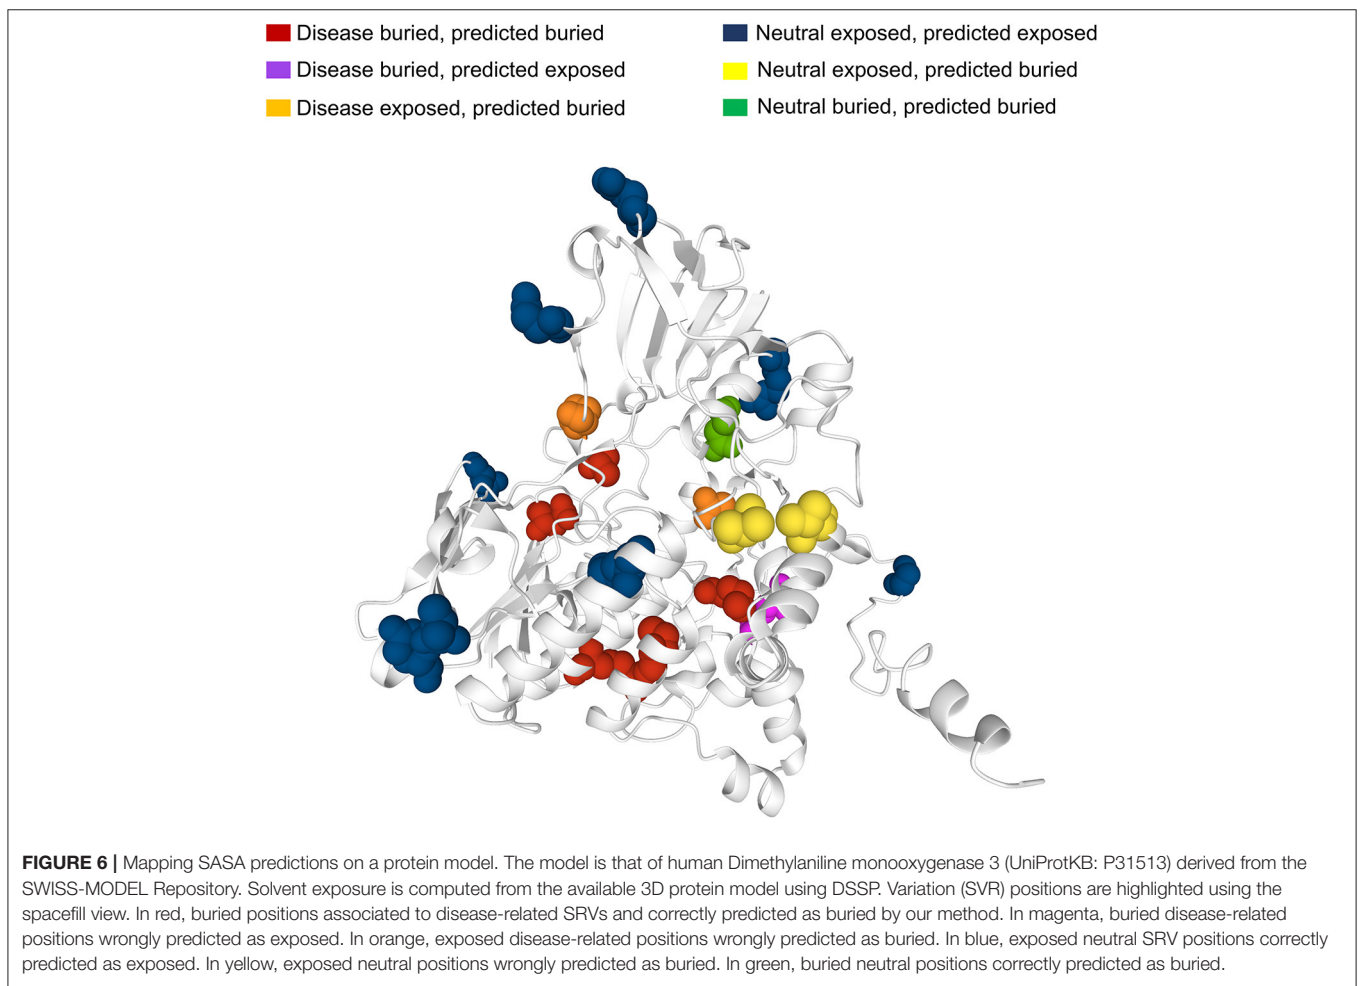 Disease buried, predicted buried
Disease buried, predicted exposed
Disease exposed, predicted buried
Neutral exposed, predicted exposed
Neutral exposed, predicted buried
Neutral buried, predicted buried
FIGURE 6 | Mapping SASA predictions on a protein model. The model is that of human Dimethylaniline monooxygenase 3 (UniProtKB: P31513) derived from the
SWISS-MODEL Repository. Solvent exposure is computed from the available 3D protein model using DSSP. Variation (SVR) positions are highlighted using the
spacefill view. In red, buried positions associated to disease-related SRVs and correctly predicted as buried by our method. In magenta, buried disease-related
positions wrongly predicted as exposed. In orange, exposed disease-related positions wrongly predicted as buried. In blue, exposed neutral SRV positions correctly
predicted as exposed. In yellow, exposed neutral positions wrongly predicted as buried. In green, buried neutral positions correctly predicted as buried.